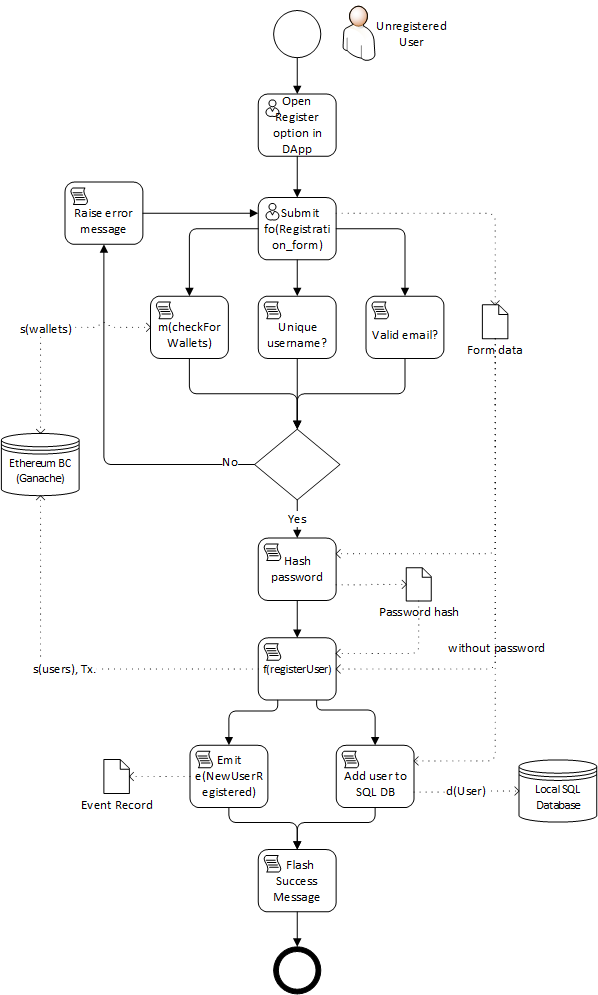 Unregistered
User
Open
Register
option in
DApp
Raise error
message
Submit
fo(Registrati
on_form)
s(wallets)
m(checkFor
Wallets)
Unique
username?
Valid email?
Form data
Ethereum BC
(Ganache)
No
Yes
Hash
password
Password hash
without password
s(users), Tx.
f(registerUser)
Emit
e(NewUserR
egistered)
Add user to
SQL DB
Event Record
d(User)
Local SQL
Database
Flash
Success
Message